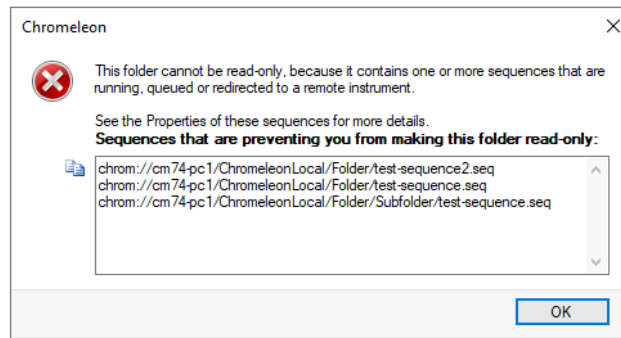 Chromeleon
This folder cannot be read-only, because it contains one or more sequences that are
running, queued or redirected to a remote instrument.
See the Properties of these sequences for more details.
Sequences that are preventing you from making this folder read-only:
chrom://cm74-pc1/ChromeleonLocal/Folder/test-sequence2.seq
chrom://cm74-pc1/ChromeleonLocal/Folder/test-sequence.seq
chrom://cm74-pc1/ChromeleonLocal/Folder/Subfolder/test-sequence.seq
OK